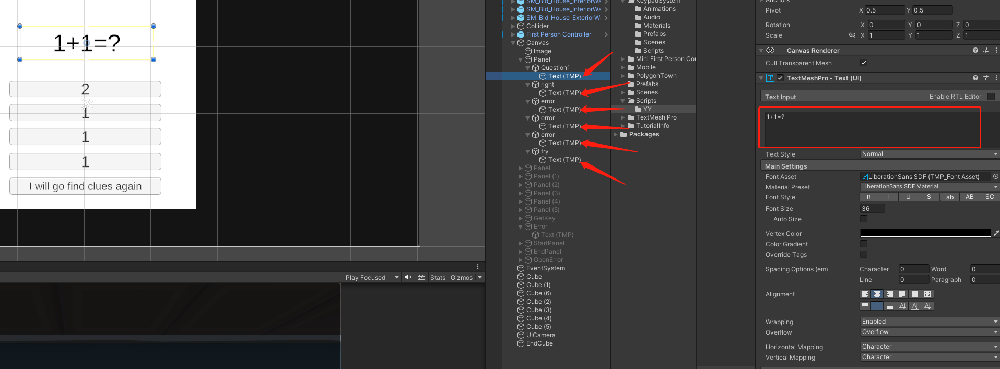 1+1=?
2
1
1
1
I will go find clues again
Play Focused
Stats
Gizmos
SM_Bld_House_InteriorWa
SM_Bld_House_InteriorWa
SM_Bld_House_ExteriorWa
Collider
First Person Controller
Canvas
Image
Panel
Question1
Text (TMP)
right
Text (TMP)
error
Text (TMP)
error
Text (TMP)
error
Text (TMP)
try
Text (TMP)
Panel
Panel (1)
Panel (2)
Panel (3)
Panel (4)
Panel (5)
GetKey
Error
Text (TMP)
StartPanel
EndPanel
OpenError
EventSystem
Cube
Cube (1)
Cube (6)
Cube (2)
Cube (3)
Cube (4)
Cube (5)
UICamera
EndCube
KeypadSystem
Animations
Audio
Materials
Prefabs
Scenes
Scripts
Mini First Person Co
Mobile
PolygonTown
Prefabs
Scenes
Scripts
YY
TextMesh Pro
TutorialInfo
Packages
Anchors
Pivot X 0.5 Y 0.5
Rotation X 0 Y 0 Z 0
Scale X 1 Y 1 Z 1
Canvas Renderer
Cull Transparent Mesh
TextMeshPro - Text (UI)
Text Input Enable RTL Editor
1+1=?
Text Style Normal
Main Settings
Font Asset LiberationSans SDF (TMP_Font Asset)
Material Preset LiberationSans SDF Material
Font Style B I U S ab AB SC
Font Size 36
Auto Size
Vertex Color
Color Gradient
Override Tags
Spacing Options (em) Character 0 Word 0
Line 0 Paragraph 0
Alignment
Wrapping Enabled
Overflow Overflow
Horizontal Mapping Character
Vertical Mapping Character